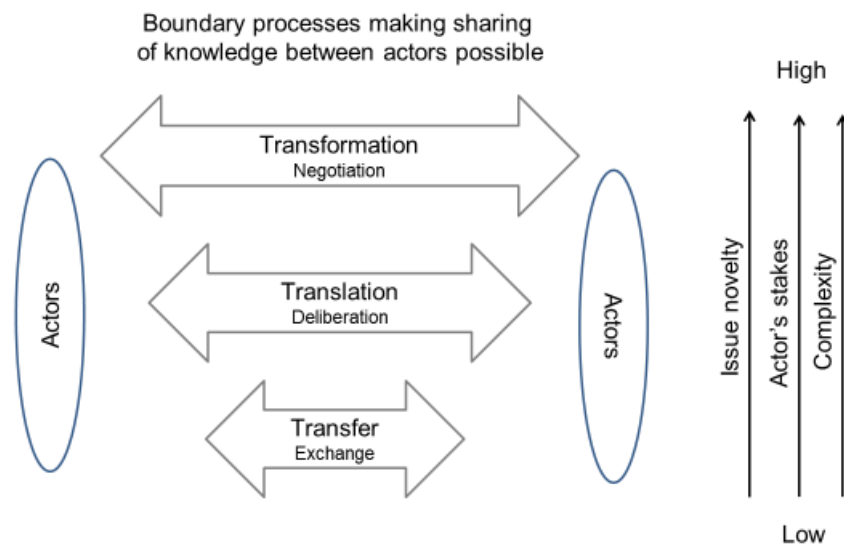 Boundary processes making sharing
of knowledge between actors possible
High
Transformation
Negotiation
Actors
Translation
Deliberation
Actors
Issue novelty
Actor's stakes
Complexity
Transfer
Exchange
Low